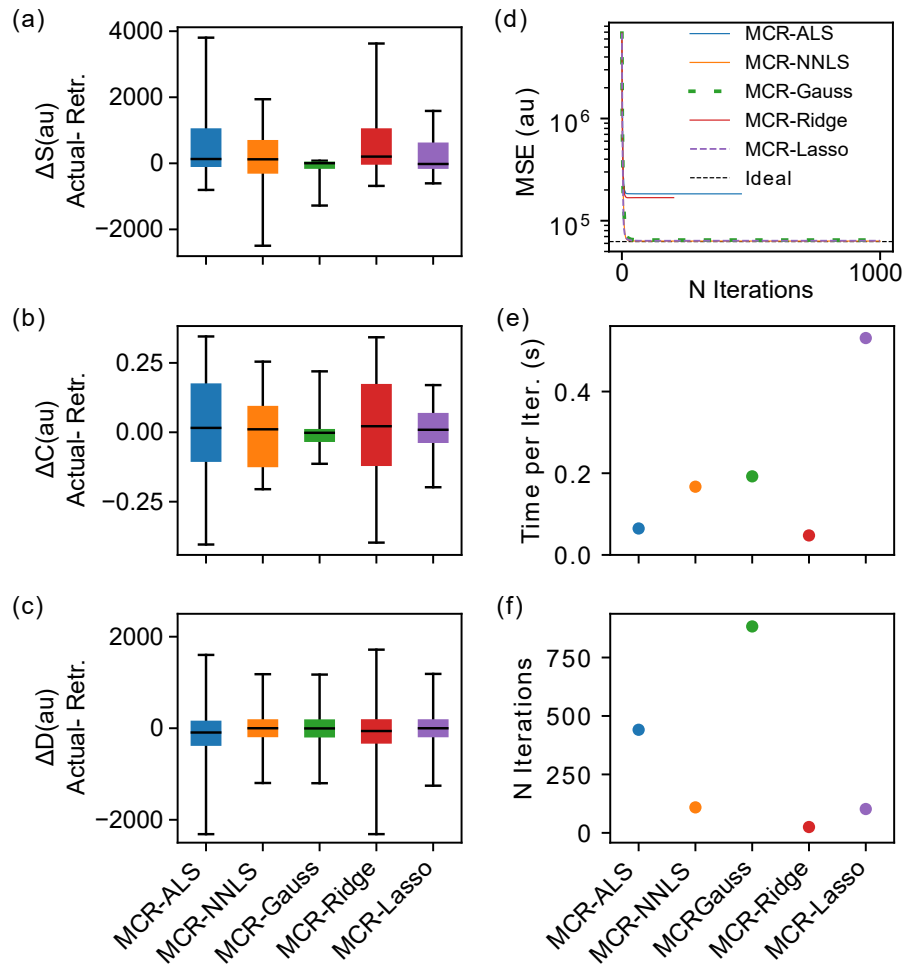 (a)
ΔS(au)
Actual- Retr.
4000
2000
0
−2000
(b)
ΔC(au)
Actual- Retr.
0.25
0.00
−0.25
(c)
ΔD(au)
Actual- Retr.
2000
0
−2000
MCR-ALS
MCR-NNLS
MCR-Gauss
MCR-Ridge
MCR-Lasso
(d)
MSE (au)
10^6
10^5
MCR-ALS
MCR-NNLS
MCR-Gauss
MCR-Ridge
MCR-Lasso
Ideal
0
1000
N Iterations
(e)
Time per Iter. (s)
0.4
0.2
0.0
(f)
N Iterations
750
500
250
0
MCR-ALS
MCR-NNLS
MCRGauss
MCR-Ridge
MCR-Lasso